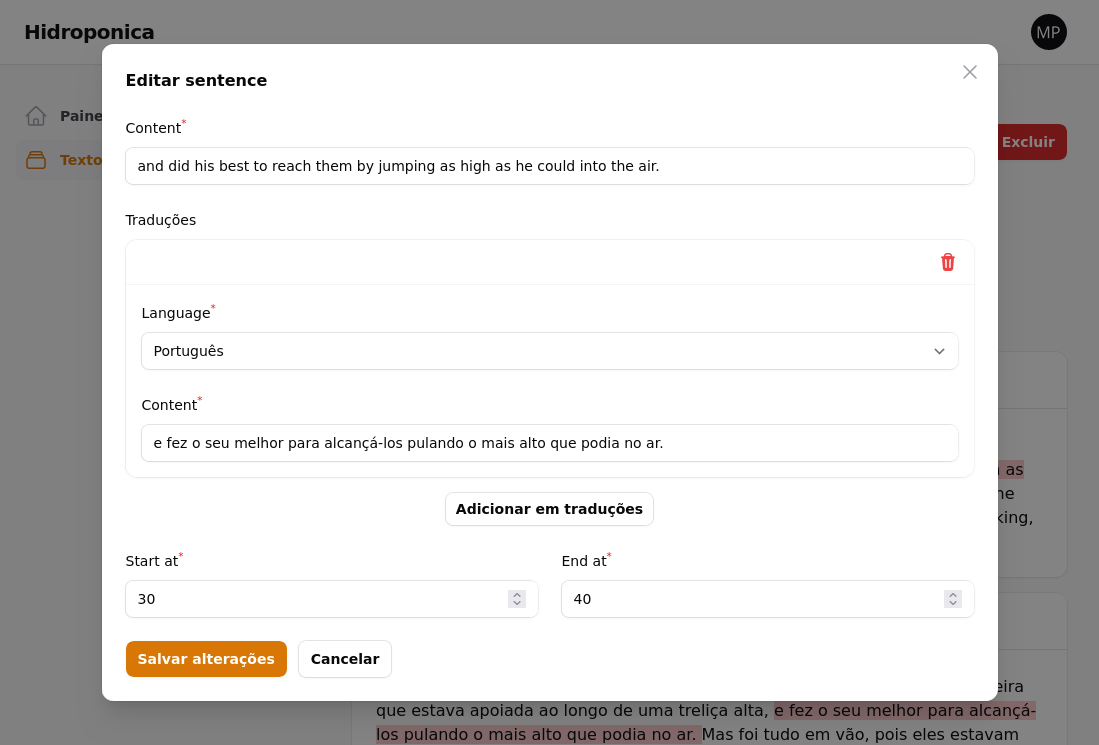 Hidroponica
MP
Editar sentence
Content*
and did his best to reach them by jumping as high as he could into the air.
Traduções
Language*
Português
Content*
e fez o seu melhor para alcançá-los pulando o mais alto que podia no ar.
Adicionar em traduções
Start at*
End at*
30
40
Salvar alterações
Cancelar
Excluir
as
king,
que estava apoiada ao longo de uma treliça alta, e fez o seu melhor para alcançá-
los pulando o mais alto que podia no ar. Mas foi tudo em vão, pois eles estavam